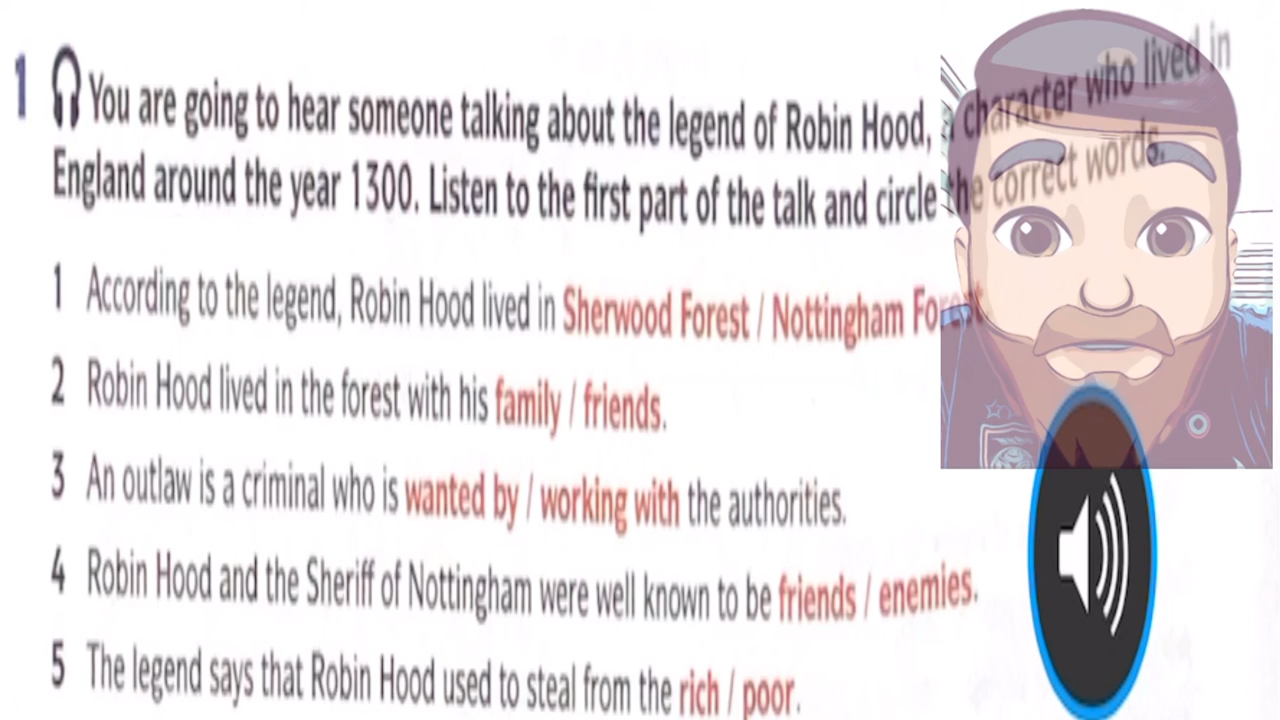 1 You are going to hear someone talking about the legend of Robin Hood, a character who lived in
England around the year 1300. Listen to the first part of the talk and circle the correct words.
1 According to the legend, Robin Hood lived in Sherwood Forest / Nottingham Forest.
2 Robin Hood lived in the forest with his family / friends.
3 An outlaw is a criminal who is wanted by / working with the authorities.
4 Robin Hood and the Sheriff of Nottingham were well known to be friends / enemies.
5 The legend says that Robin Hood used to steal from the rich / poor.